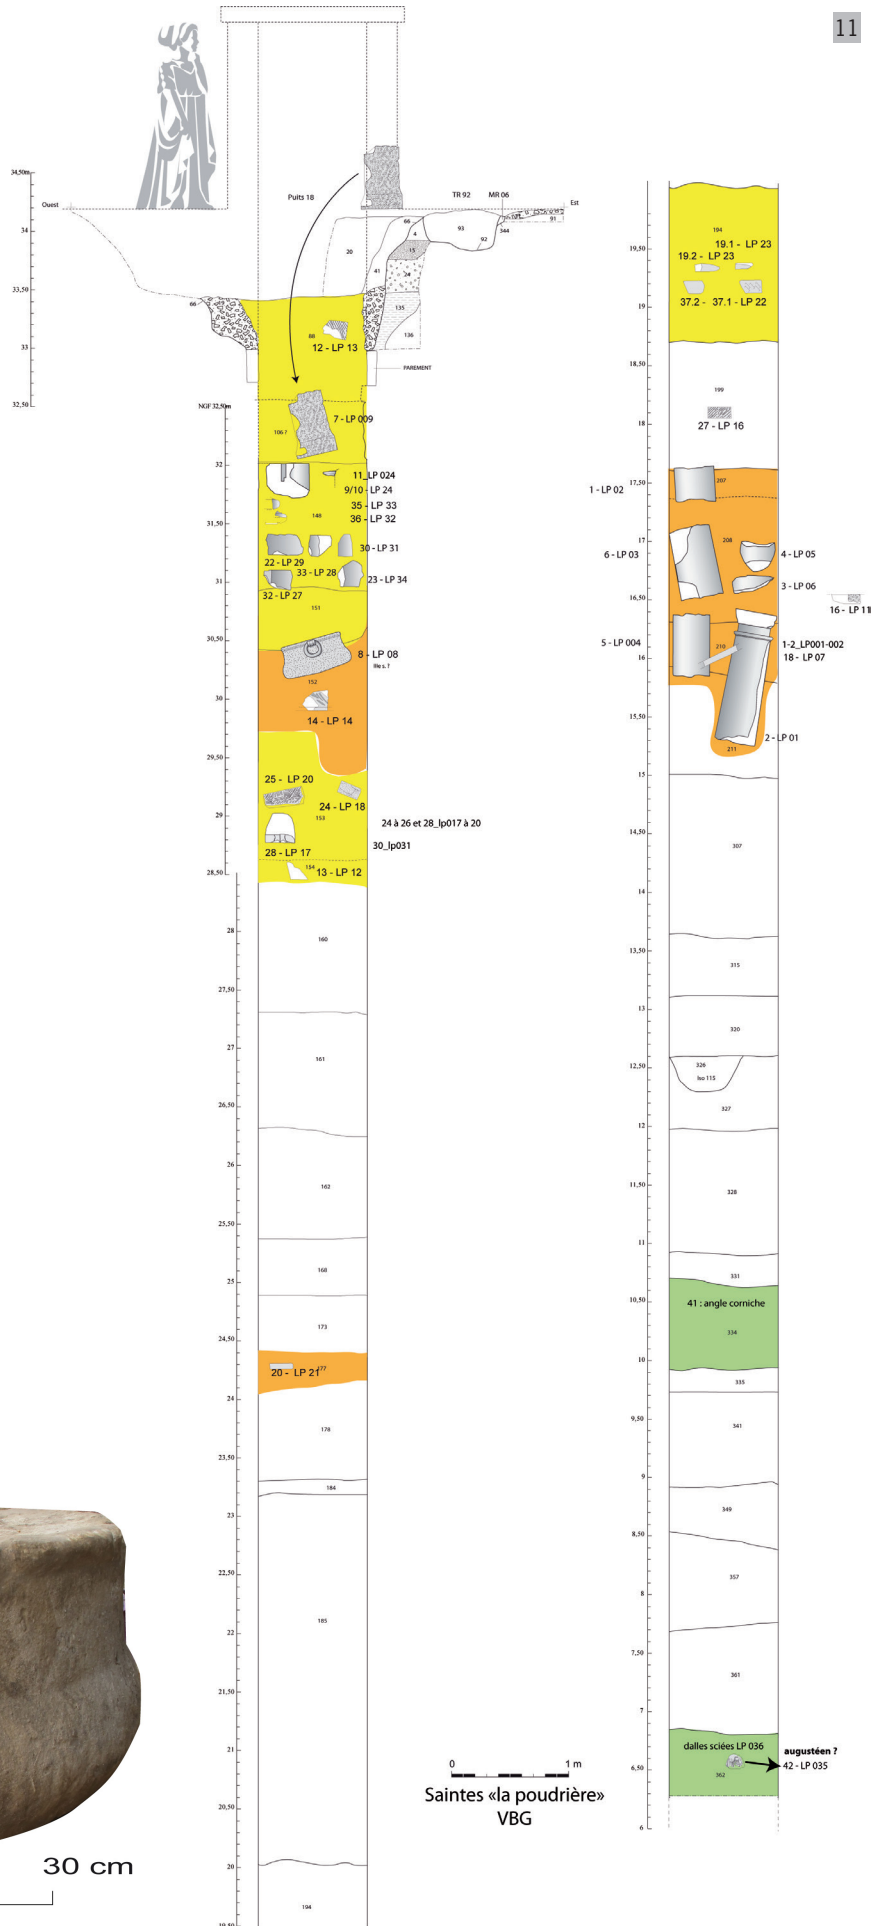 11
34,50m
Ouest
Puits 18
TR 92
MR 06
Est
66
4
93
92
344
91
34
20
15
41
24
33,50
66
135
88
136
33
12 - LP 13
PAREMENT
32,50
NGF 32,50m
7 - LP 009
106 ?
32
11_LP 024
9/10 - LP 24
35 - LP 33
31,50
148
36 - LP 32
30 - LP 31
22 - LP 29
33 - LP 28
31
23 - LP 34
32 - LP 27
151
30,50
8 - LP 08
IIIe s. ?
152
30
14 - LP 14
29,50
25 - LP 20
24 - LP 18
29
153
24 à 26 et 28_lp017 à 20
28 - LP 17
30_lp031
28,50
154
13 - LP 12
28
160
27,50
27
161
26,50
26
162
25,50
25
168
173
24,50
20 - LP 21
177
24
178
23,50
184
23
22,50
22
185
21,50
21
20,50
20
194
19,50
194
19,50
19.1 - LP 23
19.2 - LP 23
37.2 - 37.1 - LP 22
19
18,50
199
18
27 - LP 16
17,50
1 - LP 02
207
17
208
6 - LP 03
4 - LP 05
3 - LP 06
16,50
16 - LP 11
5 - LP 004
210
1-2_LP001-002
16
18 - LP 07
15,50
2 - LP 01
211
15
14,50
307
14
13,50
315
13
320
12,50
326
Iso 115
327
12
11,50
328
11
331
10,50
41 : angle corniche
334
10
335
9,50
341
9
349
8,50
357
8
7,50
361
7
dalles sciées LP 036
augustéen ?
6,50
42 - LP 035
362
6
0
1 m
Saintes «la poudrière»
VBG
30 cm